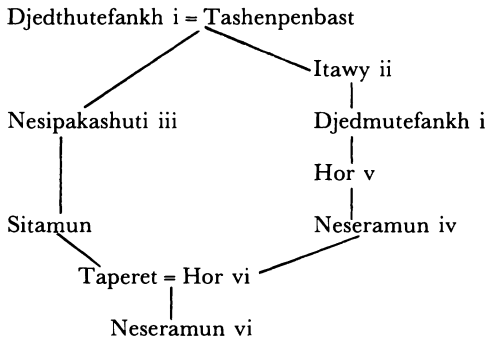 Djedthutefankh i = Tashenpenbast
Itawy ii
Nesipakashuti iii Djedmutefankh i
Hor v
Sitamun Neseramun iv
Taperet = Hor vi
Neseramun vi